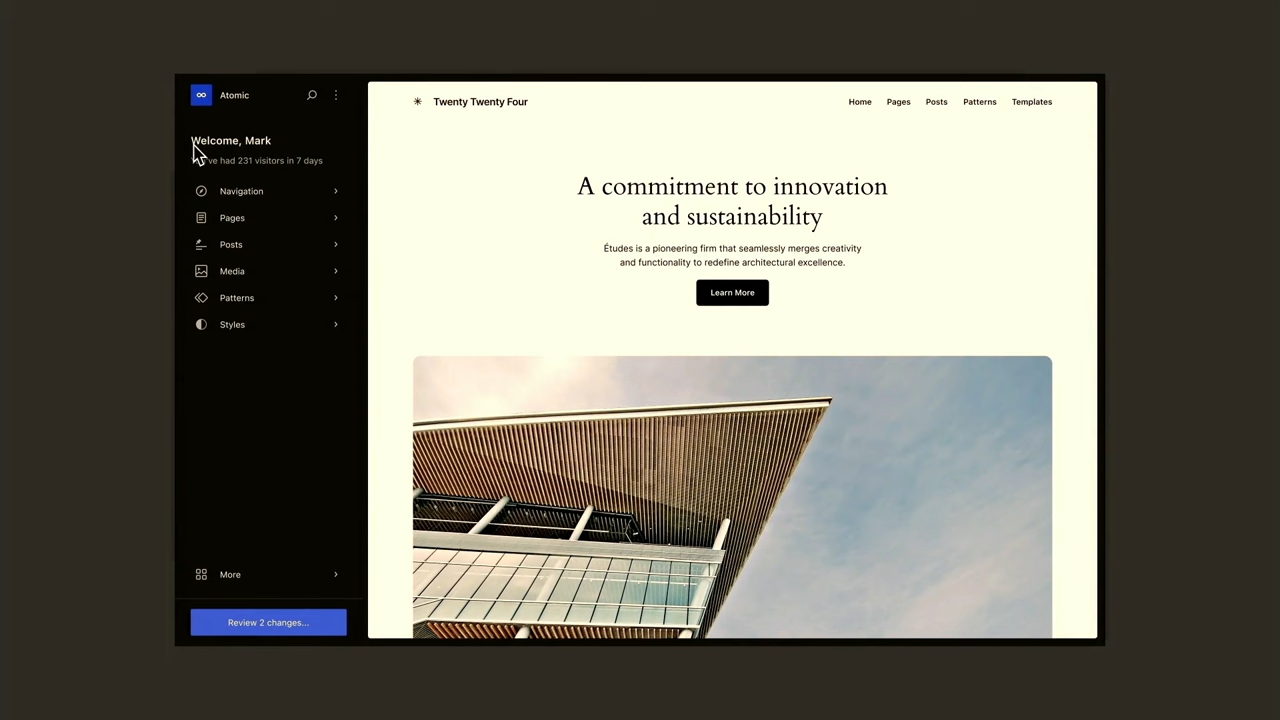 Atomic
Welcome, Mark
ve had 231 visitors in 7 days
Navigation
Pages
Posts
Media
Patterns
Styles
More
Review 2 changes...
Twenty Twenty Four
Home Pages Posts Patterns Templates
A commitment to innovation
and sustainability
Études is a pioneering firm that seamlessly merges creativity
and functionality to redefine architectural excellence.
Learn More